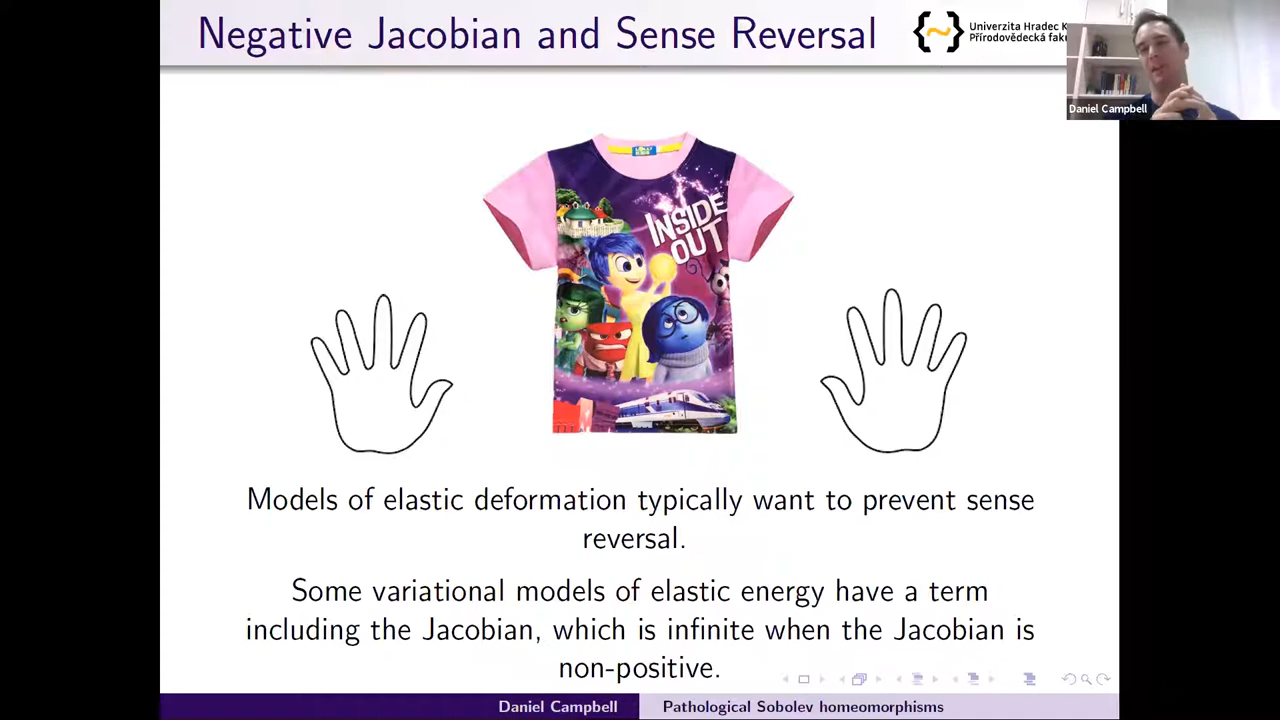 Negative Jacobian and Sense Reversal
Univerzita Hradec K
Přírodovědecká fak
Daniel Campbell
INSIDE
OUT
Models of elastic deformation typically want to prevent sense
reversal.
Some variational models of elastic energy have a term
including the Jacobian, which is infinite when the Jacobian is
non-positive.
Daniel Campbell
Pathological Sobolev homeomorphisms